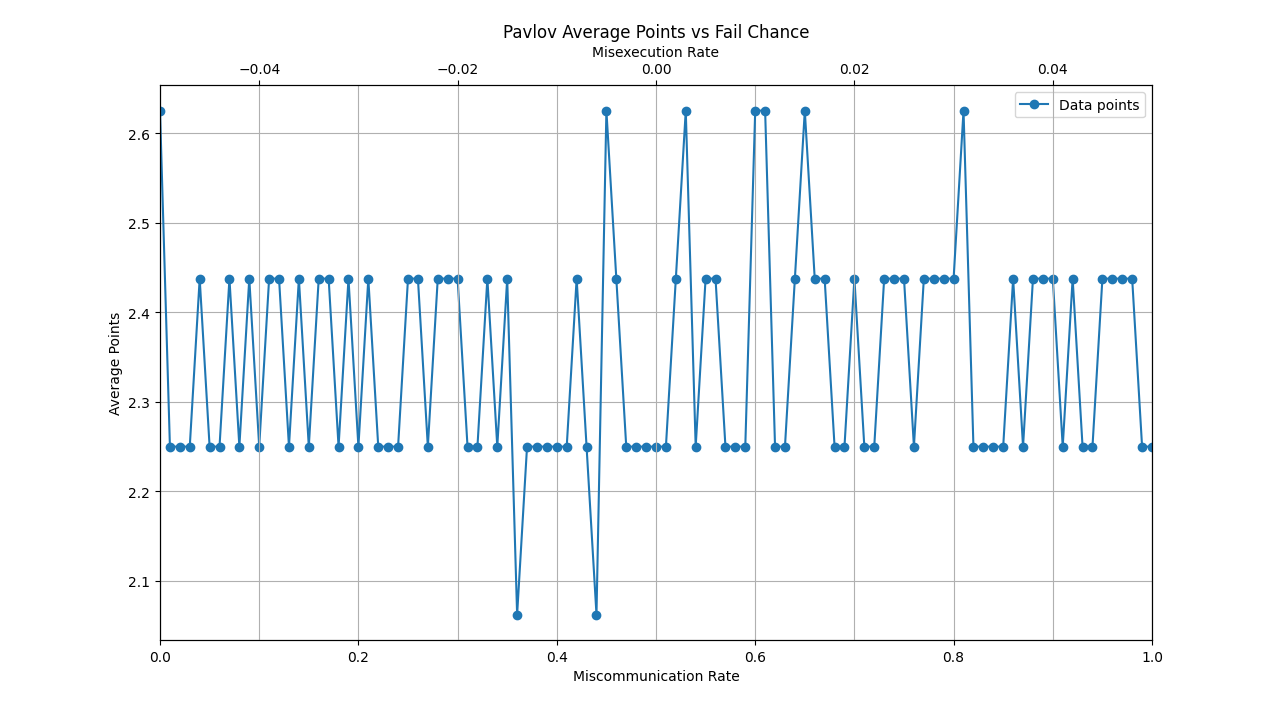 Pavlov Average Points vs Fail Chance
Misexecution Rate
−0.04 −0.02 0.00 0.02 0.04
Data points
2.6
2.5
2.4
2.3
2.2
2.1
Average Points
0.0 0.2 0.4 0.6 0.8 1.0
Miscommunication Rate